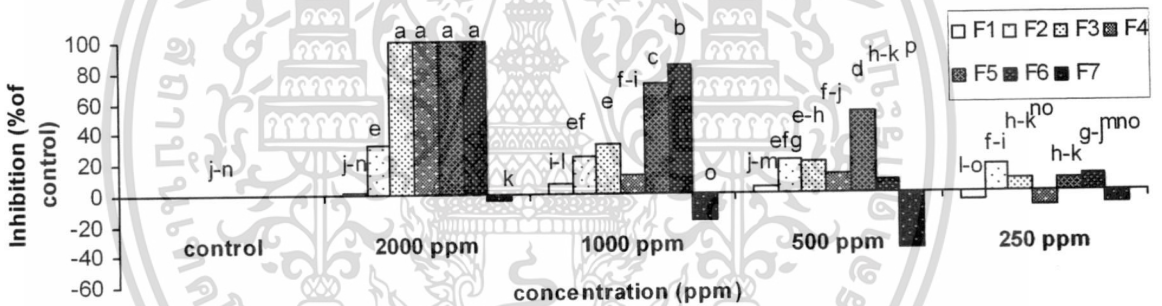 Inhibition (% of control)
100
80
60
40
20
0
-20
-40
-60
j-n
j-n e a a a a k
i-l ef e f-i c b o
j-m efg e-h f-j d h-k p
l-o f-i h-k no h-k g-j mno
control 2000 ppm 1000 ppm 500 ppm 250 ppm
concentration (ppm)
F1 F2 F3 F4
F5 F6 F7